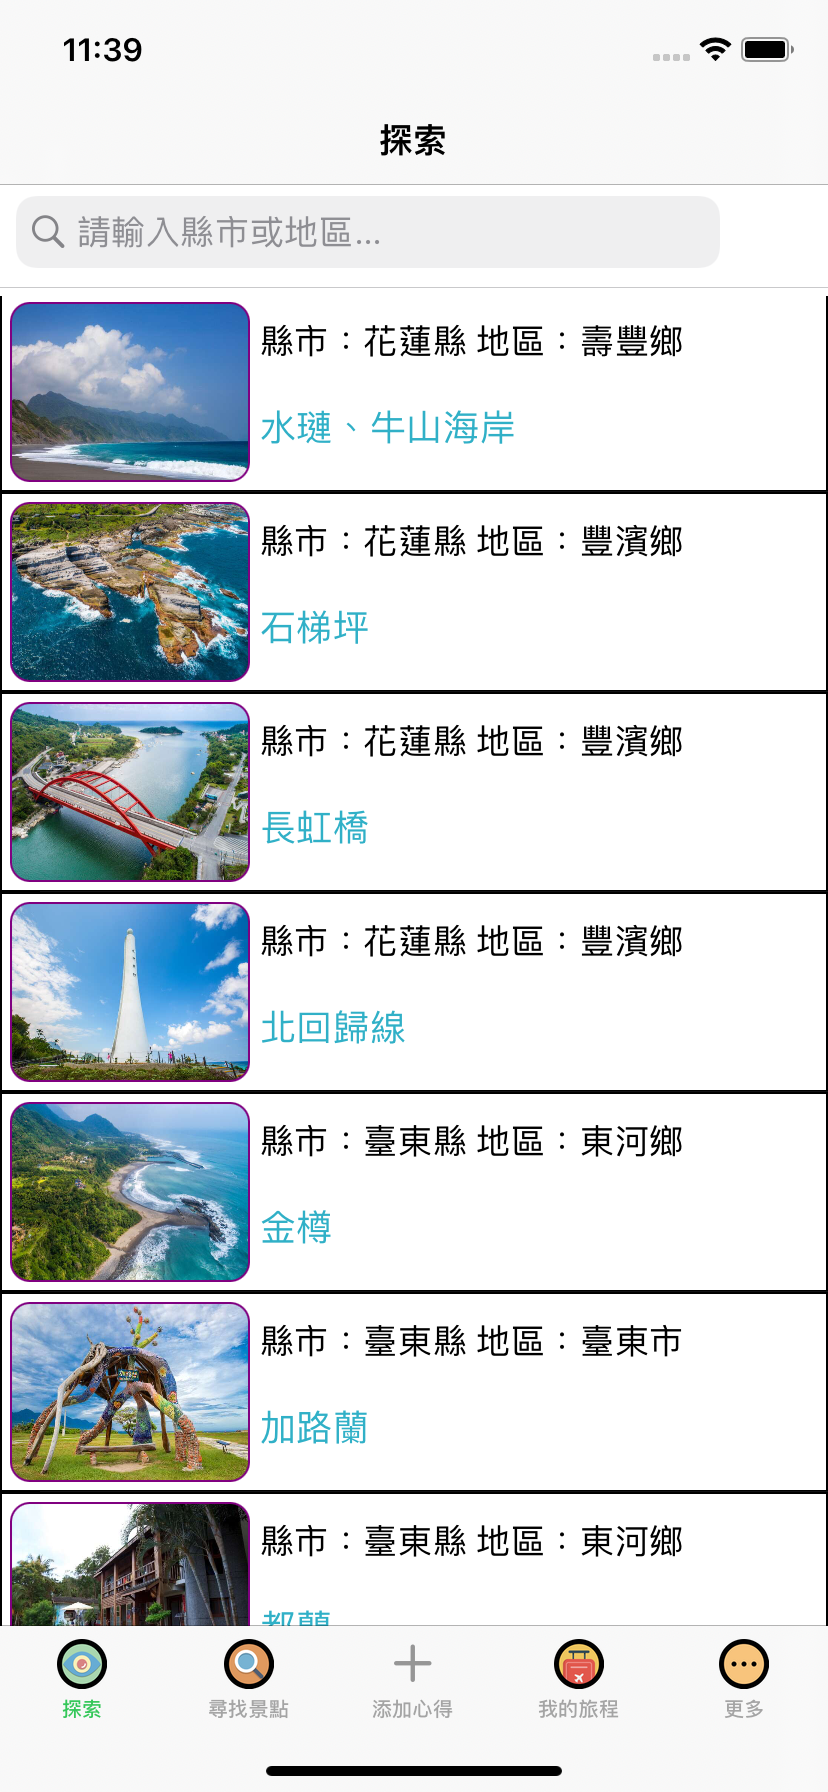 11:39
探索
請輸入縣市或地區...
縣市：花蓮縣 地區：壽豐鄉
水璉、牛山海岸
縣市：花蓮縣 地區：豐濱鄉
石梯坪
縣市：花蓮縣 地區：豐濱鄉
長虹橋
縣市：花蓮縣 地區：豐濱鄉
北回歸線
縣市：臺東縣 地區：東河鄉
金樽
縣市：臺東縣 地區：臺東市
加路蘭
縣市：臺東縣 地區：東河鄉
都蘭
探索
尋找景點
添加心得
我的旅程
更多